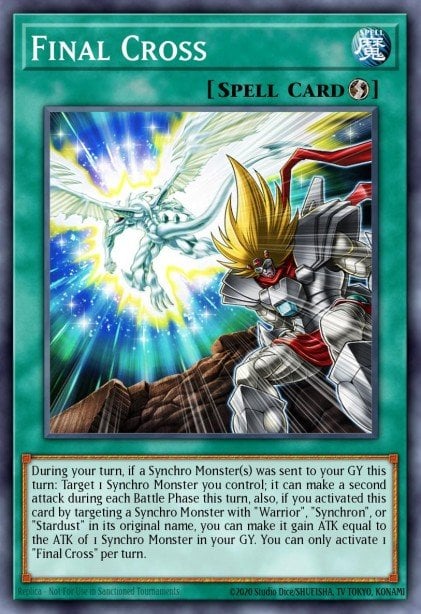 Final Cross
SPELL
魔
[Spell Card]
During your turn, if a Synchro Monster(s) was sent to your GY this
turn: Target 1 Synchro Monster you control; it can make a second
attack during each Battle Phase this turn, also, if you activated this
card by targeting a Synchro Monster with "Warrior", "Synchron", or
"Stardust" in its original name, you can make it gain ATK equal to
the ATK of 1 Synchro Monster in your GY. You can only activate 1
"Final Cross" per turn.
Replica - Not For Use in Sanctioned Tournaments
©2020 Studio Dice/SHUEISHA, TV TOKYO, KONAMI